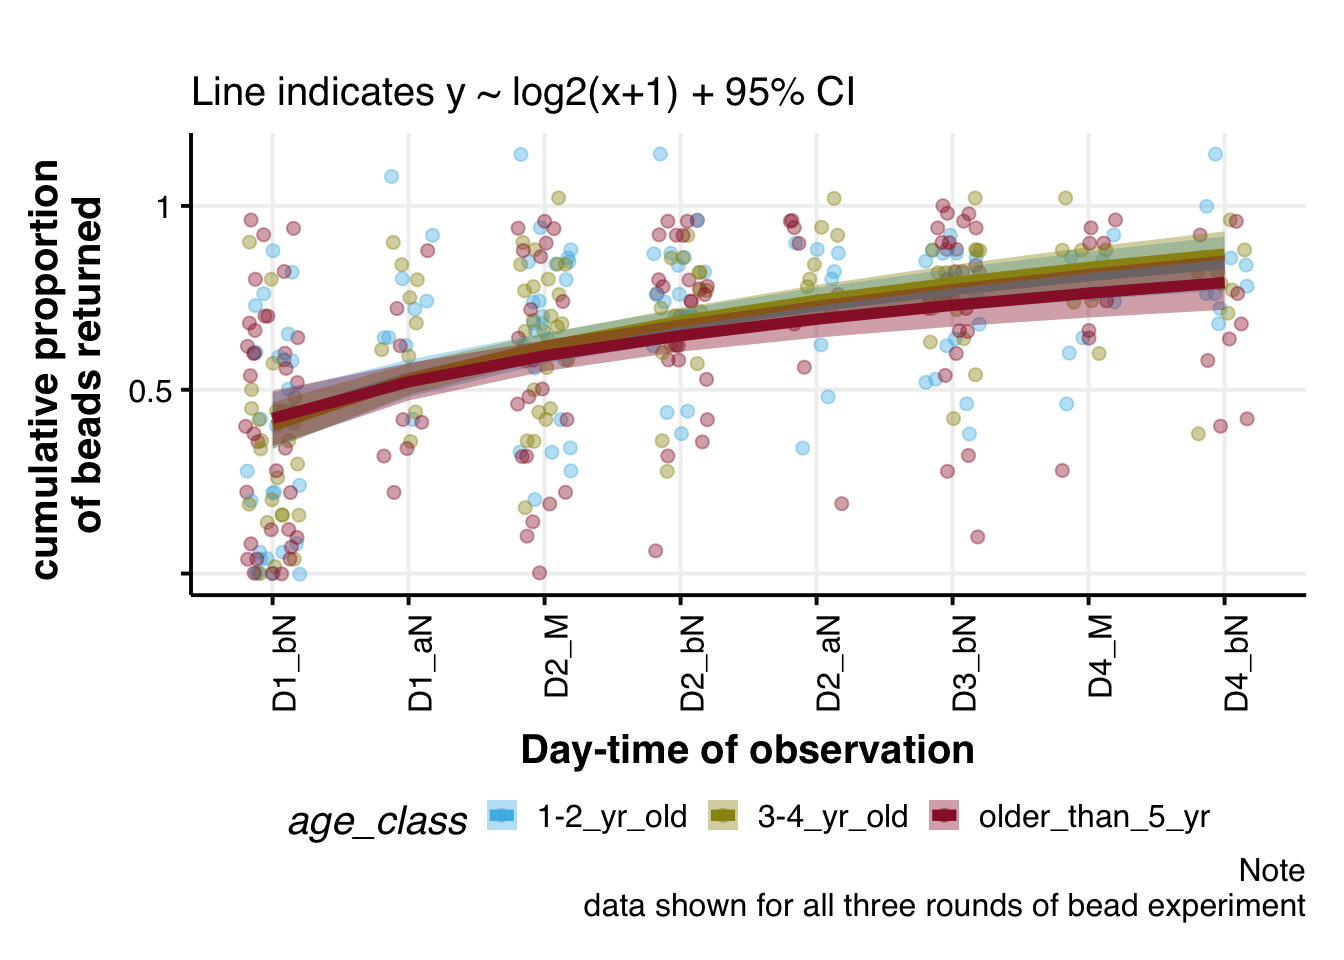 Line indicates y ~ log2(x+1) + 95% CI
cumulative proportion
of beads returned
1
0.5
D1_bN
D1_aN
D2_M
D2_bN
D2_aN
D3_bN
D4_M
D4_bN
Day-time of observation
age_class 1-2_yr_old 3-4_yr_old older_than_5_yr
Note
data shown for all three rounds of bead experiment